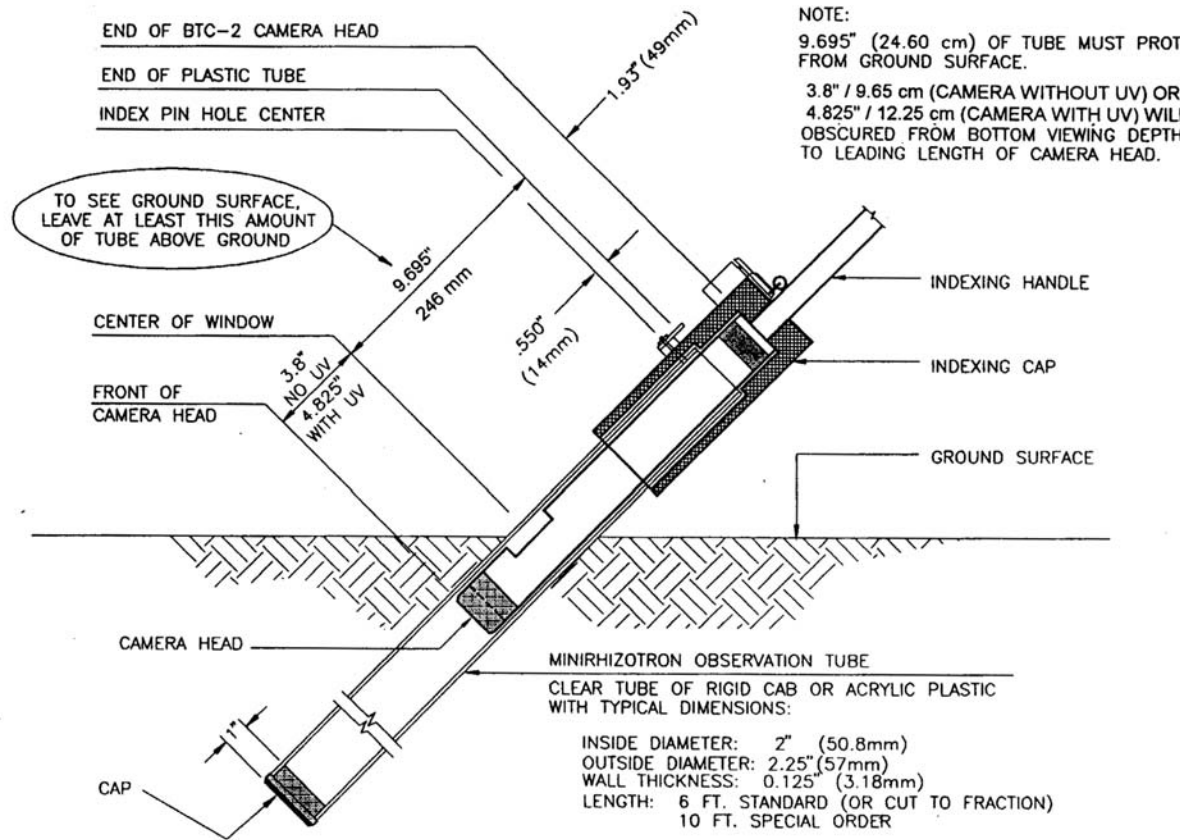 END OF BTC-2 CAMERA HEAD
END OF PLASTIC TUBE
INDEX PIN HOLE CENTER
1.93" (49mm)
NOTE:
9.695" (24.60 cm) OF TUBE MUST PROT
FROM GROUND SURFACE.
3.8" / 9.65 cm (CAMERA WITHOUT UV) OR
4.825" / 12.25 cm (CAMERA WITH UV) WIL
OBSCURED FROM BOTTOM VIEWING DEPTH
TO LEADING LENGTH OF CAMERA HEAD.
TO SEE GROUND SURFACE,
LEAVE AT LEAST THIS AMOUNT
OF TUBE ABOVE GROUND
9.695"
246 mm
.550"
(14mm)
INDEXING HANDLE
CENTER OF WINDOW
3.8"
NO UV
4.825"
WITH UV
INDEXING CAP
FRONT OF
CAMERA HEAD
GROUND SURFACE
CAMERA HEAD
MINIRHIZOTRON OBSERVATION TUBE
CLEAR TUBE OF RIGID CAB OR ACRYLIC PLASTIC
WITH TYPICAL DIMENSIONS:
1"
CAP
INSIDE DIAMETER: 2" (50.8mm)
OUTSIDE DIAMETER: 2.25" (57mm)
WALL THICKNESS: 0.125" (3.18mm)
LENGTH: 6 FT. STANDARD (OR CUT TO FRACTION)
10 FT. SPECIAL ORDER